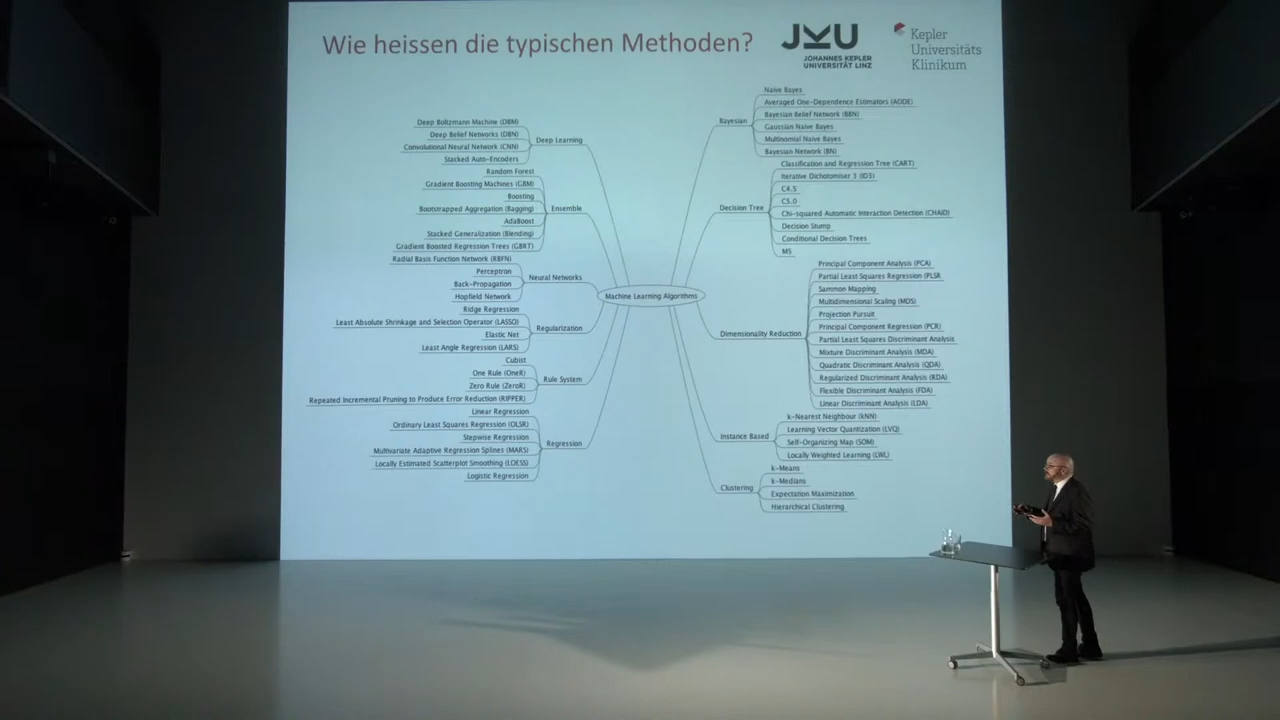 Wie heissen die typischen Methoden?
JKU
JOHANNES KEPLER
UNIVERSITÄT LINZ
Kepler
Universitäts
Klinikum
Deep Boltzmann Machine (DBM)
Deep Belief Networks (DBN)
Convolutional Neural Network (CNN)
Stacked Auto-Encoders
Deep Learning
Random Forest
Gradient Boosting Machines (GBM)
Boosting
Bootstrapped Aggregation (Bagging)
AdaBoost
Stacked Generalization (Blending)
Gradient Boosted Regression Trees (GBRT)
Ensemble
Radial Basis Function Network (RBFN)
Perceptron
Back-Propagation
Hopfield Network
Neural Networks
Ridge Regression
Least Absolute Shrinkage and Selection Operator (LASSO)
Elastic Net
Least Angle Regression (LARS)
Regularization
Cubist
One Rule (OneR)
Zero Rule (ZeroR)
Repeated Incremental Pruning to Produce Error Reduction (RIPPER)
Rule System
Linear Regression
Ordinary Least Squares Regression (OLSR)
Stepwise Regression
Multivariate Adaptive Regression Splines (MARS)
Locally Estimated Scatterplot Smoothing (LOESS)
Logistic Regression
Regression
Machine Learning Algorithms
Bayesian
Naive Bayes
Averaged One-Dependence Estimators (AODE)
Bayesian Belief Network (BBN)
Gaussian Naive Bayes
Multinomial Naive Bayes
Bayesian Network (BN)
Decision Tree
Classification and Regression Tree (CART)
Iterative Dichotomiser 3 (ID3)
C4.5
C5.0
Chi-squared Automatic Interaction Detection (CHAID)
Decision Stump
Conditional Decision Trees
M5
Dimensionality Reduction
Principal Component Analysis (PCA)
Partial Least Squares Regression (PLSR
Sammon Mapping
Multidimensional Scaling (MDS)
Projection Pursuit
Principal Component Regression (PCR)
Partial Least Squares Discriminant Analysis
Mixture Discriminant Analysis (MDA)
Quadratic Discriminant Analysis (QDA)
Regularized Discriminant Analysis (RDA)
Flexible Discriminant Analysis (FDA)
Linear Discriminant Analysis (LDA)
Instance Based
k-Nearest Neighbour (kNN)
Learning Vector Quantization (LVQ)
Self-Organizing Map (SOM)
Locally Weighted Learning (LWL)
Clustering
k-Means
k-Medians
Expectation Maximization
Hierarchical Clustering